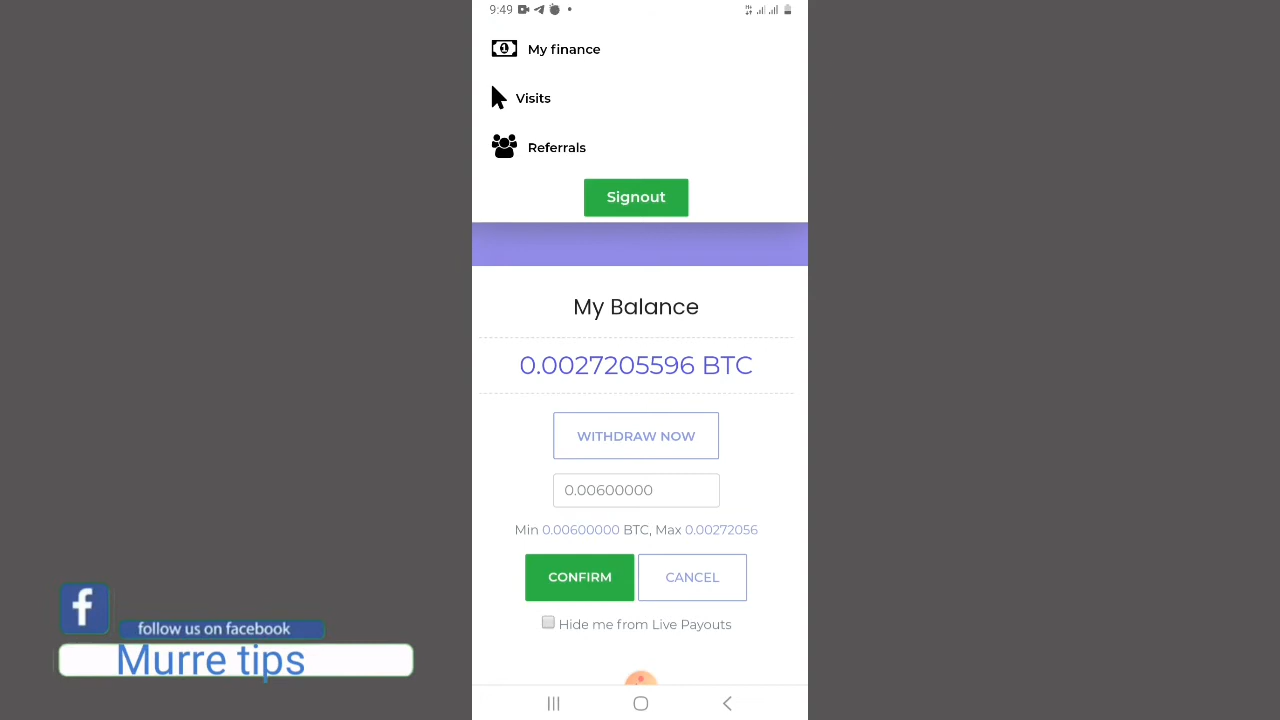 9:49
My finance
Visits
Referrals
Signout
My Balance
0.0027205596 BTC
WITHDRAW NOW
0.00600000
Min 0.00600000 BTC, Max 0.00272056
CONFIRM CANCEL
Hide me from Live Payouts
follow us on facebook
Murre tips